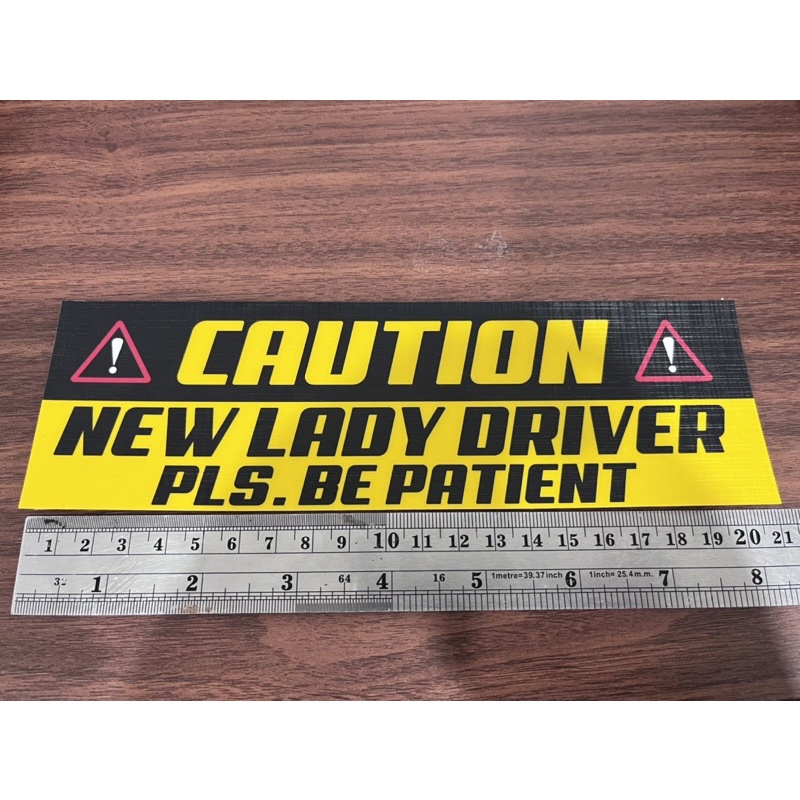 ! CAUTION !
NEW LADY DRIVER
PLS. BE PATIENT
1 2 3 4 5 6 7 8 9 10 11 12 13 14 15 16 17 18 19 20 21
1 2 3 64 4 16 5 1metre=39.37inch 6 1inch=25.4m.m. 7 8